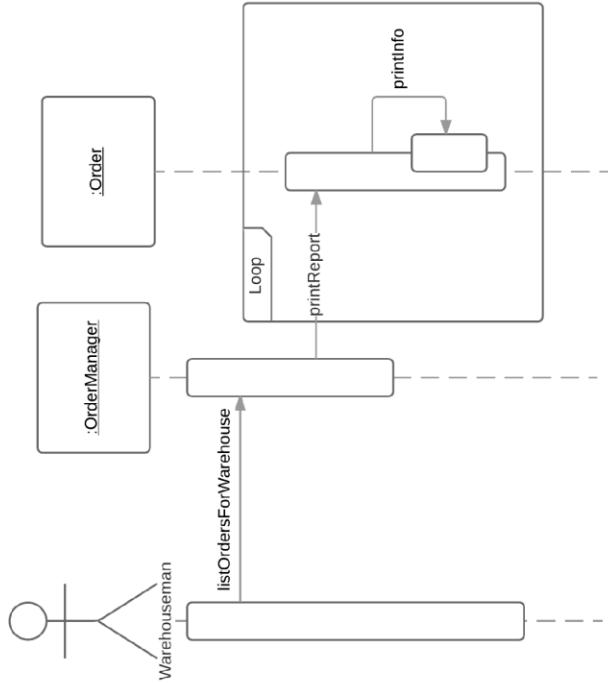 Warehouseman
:OrderManager
:Order
listOrdersForWarehouse
Loop
printReport
printInfo